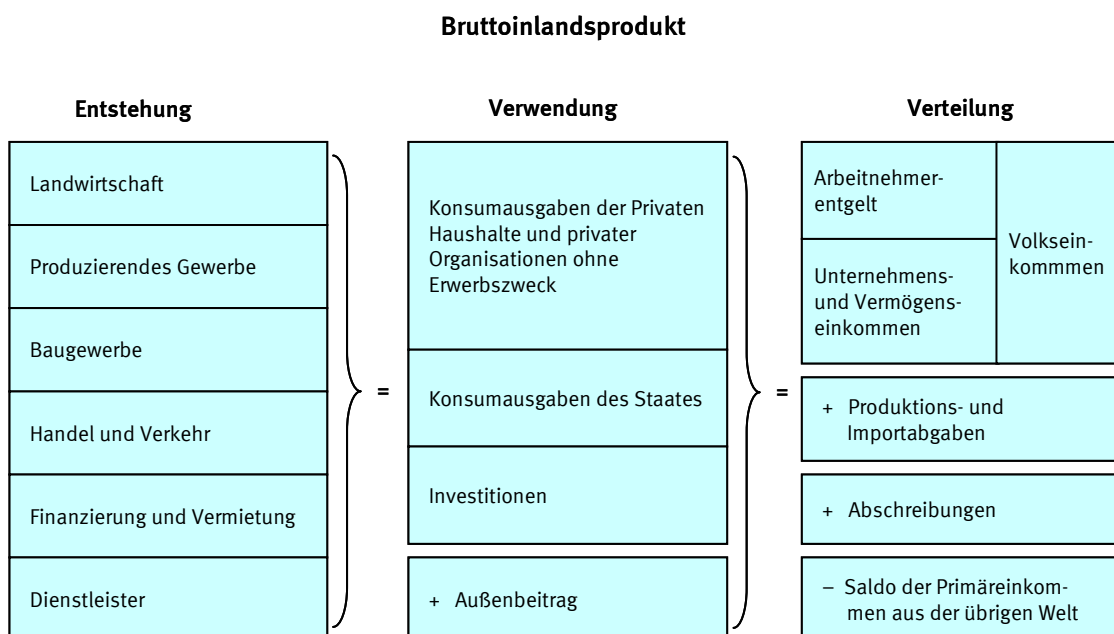 Bruttoinlandsprodukt
Entstehung
Landwirtschaft
Produzierendes Gewerbe
Baugewerbe
Handel und Verkehr
Finanzierung und Vermietung
Dienstleister
=
Verwendung
Konsumausgaben der Privaten
Haushalte und privater
Organisationen ohne
Erwerbszweck
Konsumausgaben des Staates
Investitionen
+ Außenbeitrag
=
Verteilung
Arbeitnehmer-
entgelt
Unternehmens-
und Vermögens-
einkommen
Volksein-
kommmen
+ Produktions- und
Importabgaben
+ Abschreibungen
– Saldo der Primäreinkom-
men aus der übrigen Welt